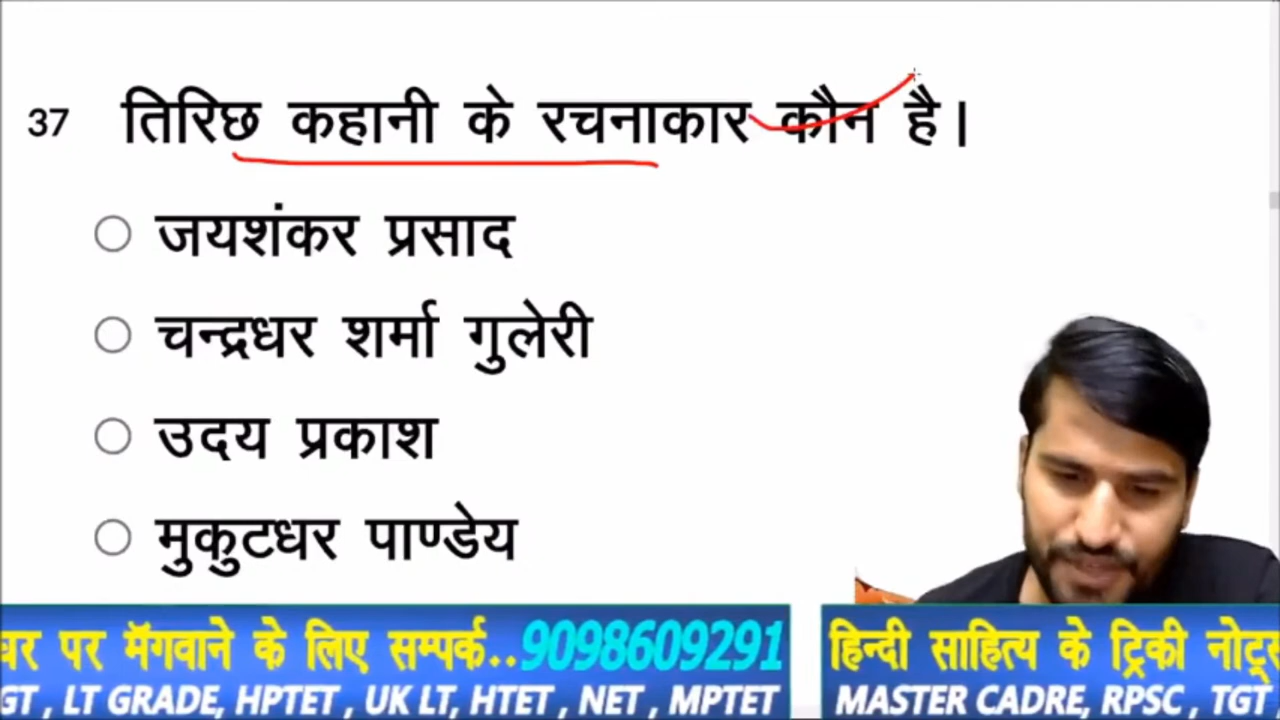 37 तिरिछ कहानी के रचनाकार कौन है।
जयशंकर प्रसाद
चन्द्रधर शर्मा गुलेरी
उदय प्रकाश
मुकुटधर पाण्डेय
पर मॅगवाने के लिए सम्पर्क..9098609291
हिन्दी साहित्य के ट्रिकी नोट्स
GT , LT GRADE, HPTET , UK LT, HTET , NET , MPTET
MASTER CADRE, RPSC , TGT